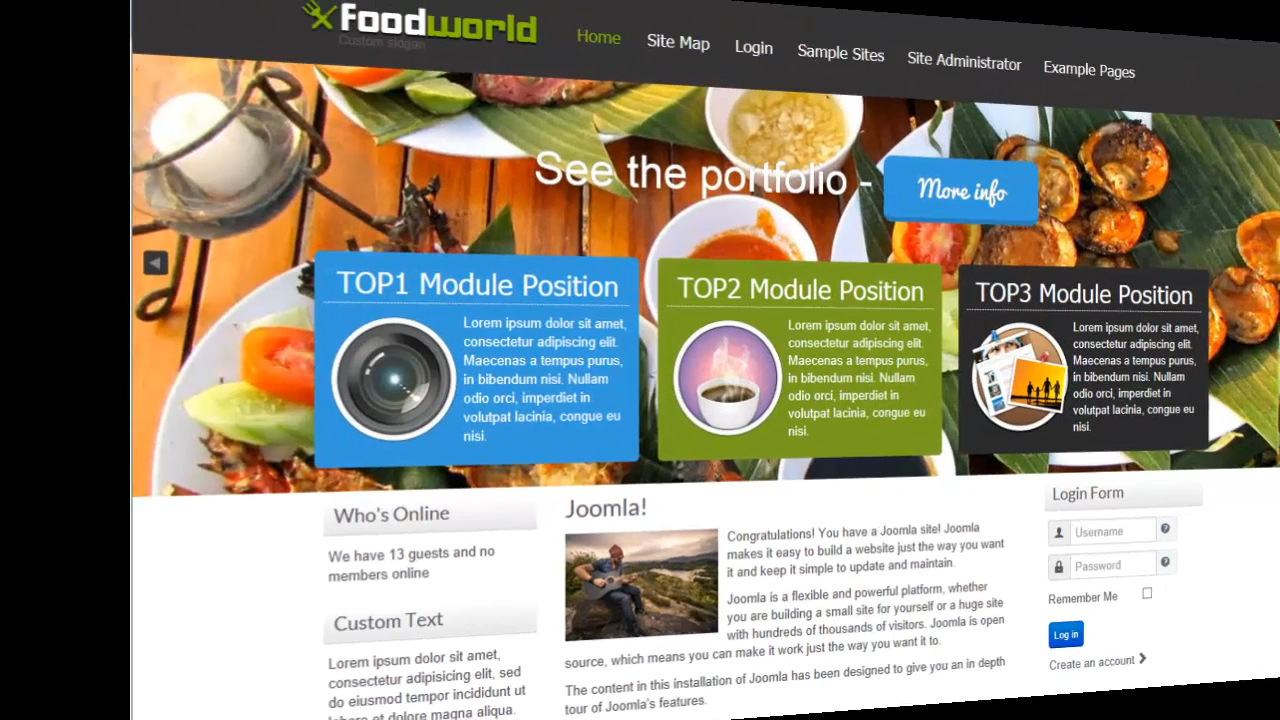 Foodworld
Custom slogan
Home Site Map Login Sample Sites Site Administrator Example Pages
See the portfolio - More info
TOP1 Module Position
Lorem ipsum dolor sit amet,
consectetur adipiscing elit.
Maecenas a tempus purus,
in bibendum nisi. Nullam
odio orci, imperdiet in
volutpat lacinia, congue eu
nisi.
TOP2 Module Position
Lorem ipsum dolor sit amet,
consectetur adipiscing elit.
Maecenas a tempus purus,
in bibendum nisi. Nullam
odio orci, imperdiet in
volutpat lacinia, congue eu
nisi.
TOP3 Module Position
Lorem ipsum dolor sit amet,
consectetur adipiscing elit.
Maecenas a tempus purus,
in bibendum nisi. Nullam
odio orci, imperdiet in
volutpat lacinia, congue eu
nisi.
Who's Online
We have 13 guests and no
members online
Custom Text
Lorem ipsum dolor sit amet,
consectetur adipisicing elit, sed
do eiusmod tempor incididunt ut
labore et dolore magna aliqua.
Joomla!
Congratulations! You have a Joomla site! Joomla
makes it easy to build a website just the way you want
it and keep it simple to update and maintain.
Joomla is a flexible and powerful platform, whether
you are building a small site for yourself or a huge site
with hundreds of thousands of visitors. Joomla is open
source, which means you can make it work just the way you want it to.
The content in this installation of Joomla has been designed to give you an in depth
tour of Joomla's features.
Login Form
Username
Password
Remember Me
Log in
Create an account